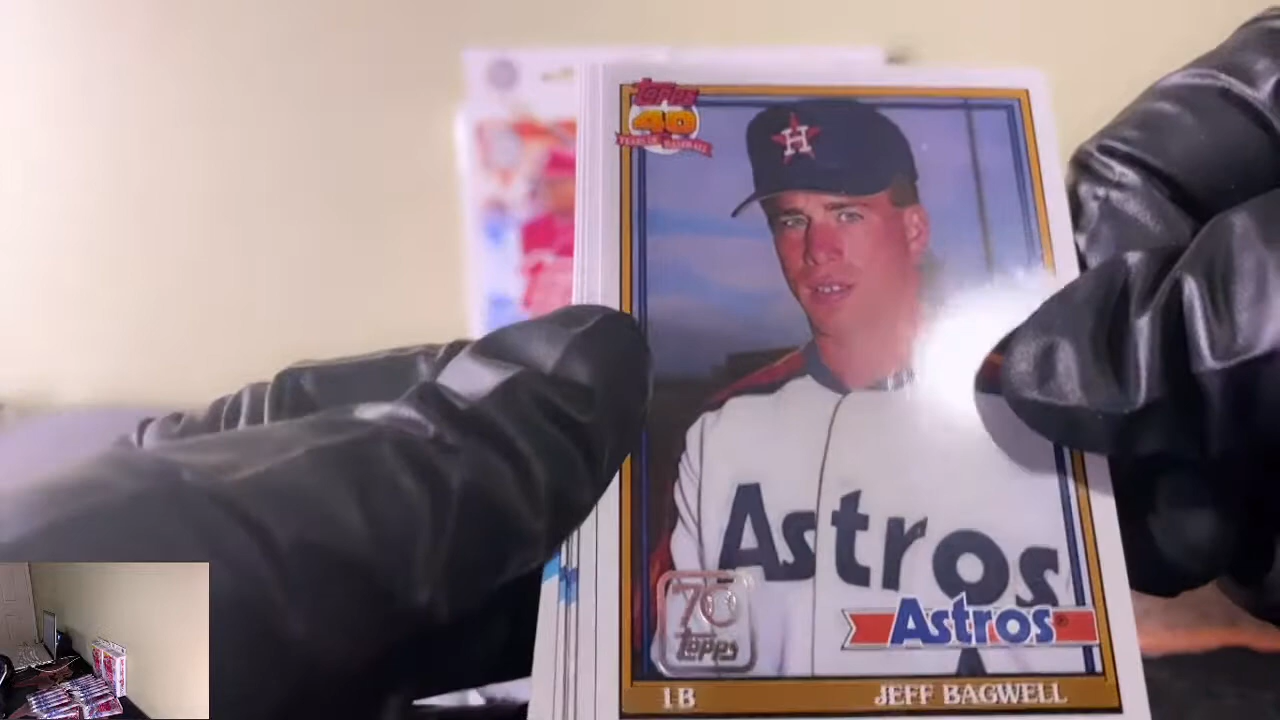 Topps
40
YEARS OF BASEBALL
H
Astros
70
Topps
Astros
1B JEFF BAGWELL